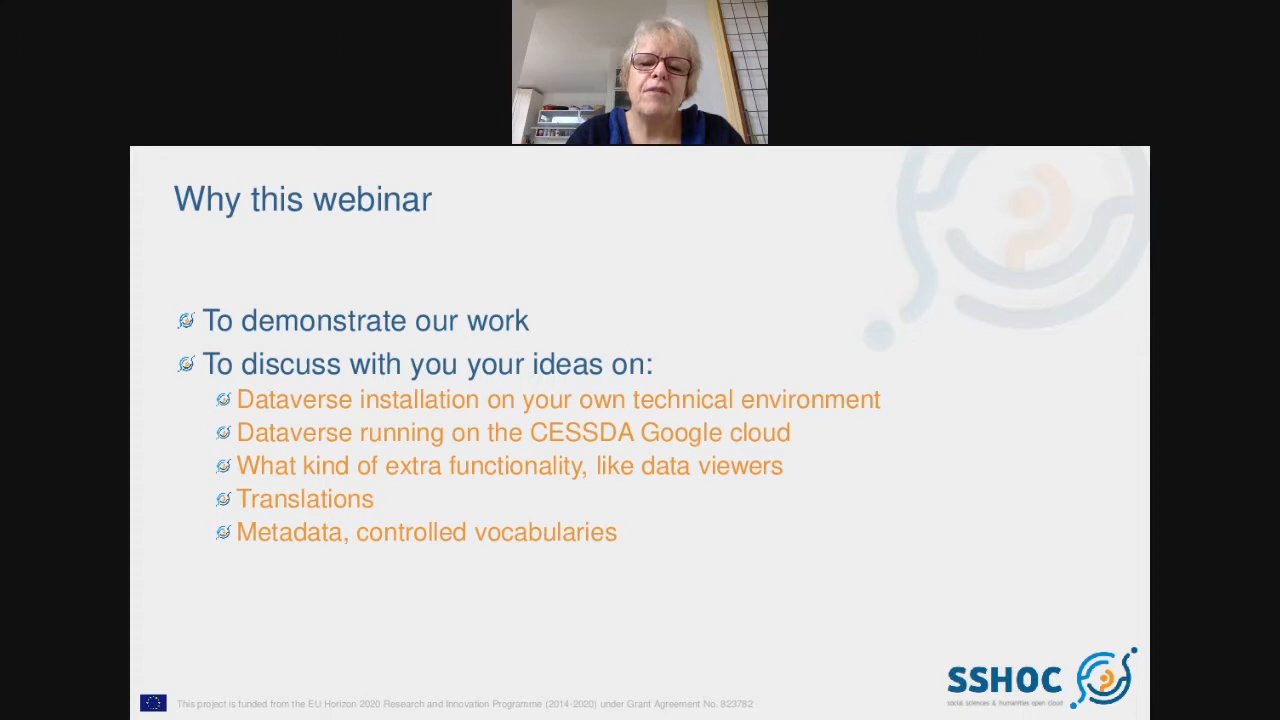 Why this webinar
To demonstrate our work
To discuss with you your ideas on:
Dataverse installation on your own technical environment
Dataverse running on the CESSDA Google cloud
What kind of extra functionality, like data viewers
Translations
Metadata, controlled vocabularies
SSHOC
social sciences & humanities open cloud
This project is funded from the EU Horizon 2020 Research and Innovation Programme (2014-2020) under Grant Agreement No. 823782